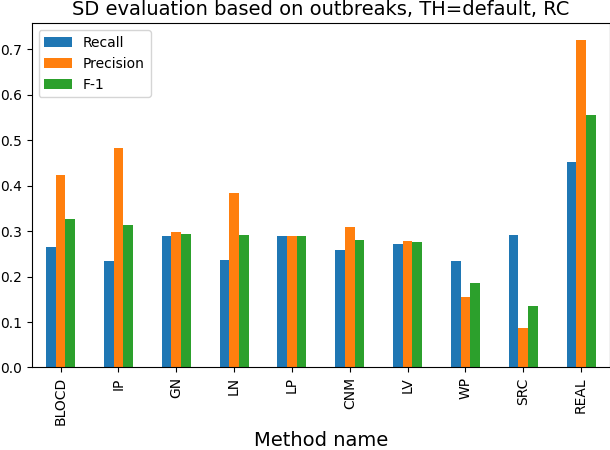 SD evaluation based on outbreaks, TH=default, RC
Recall
Precision
F-1
0.7
0.6
0.5
0.4
0.3
0.2
0.1
0.0
BLOCD
IP
GN
LN
LP
CNM
LV
WP
SRC
REAL
Method name